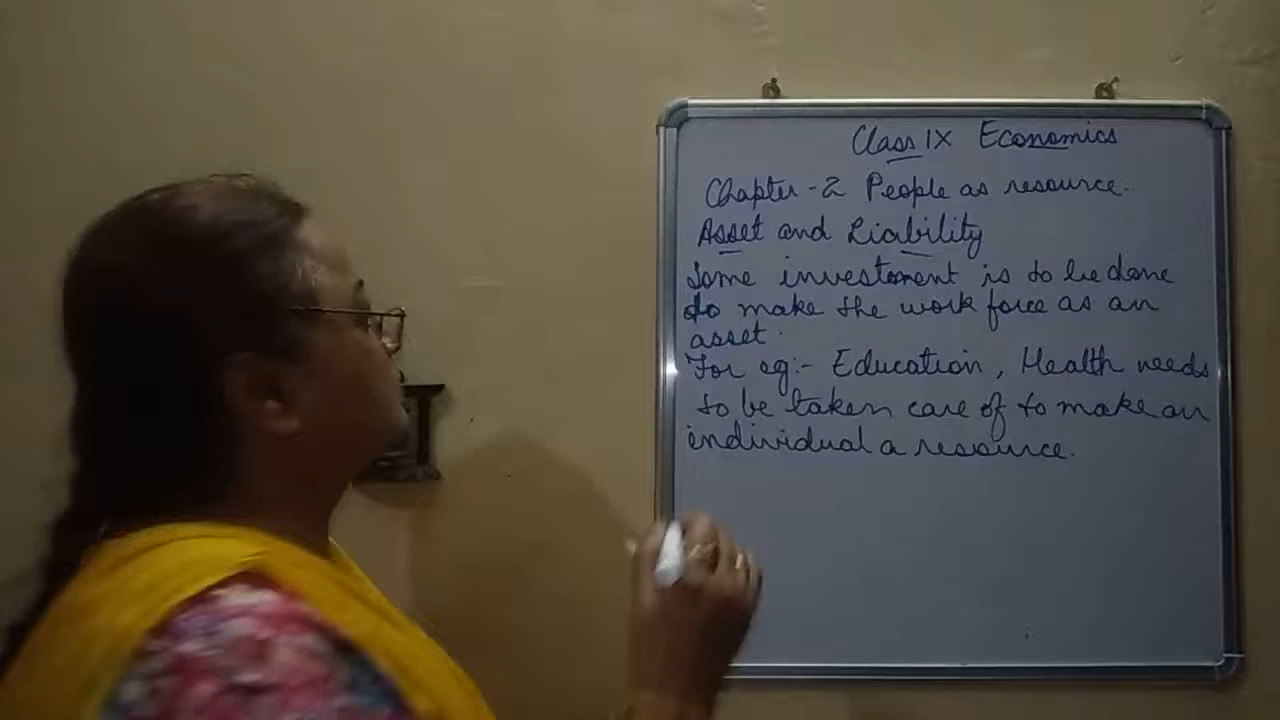 Class IX Economics
Chapter-2 People as resource.
Asset and Liability
Some investment is to be done
to make the work force as an
asset.
For eg:- Education, Health needs
to be taken care of to make an
individual a resource.